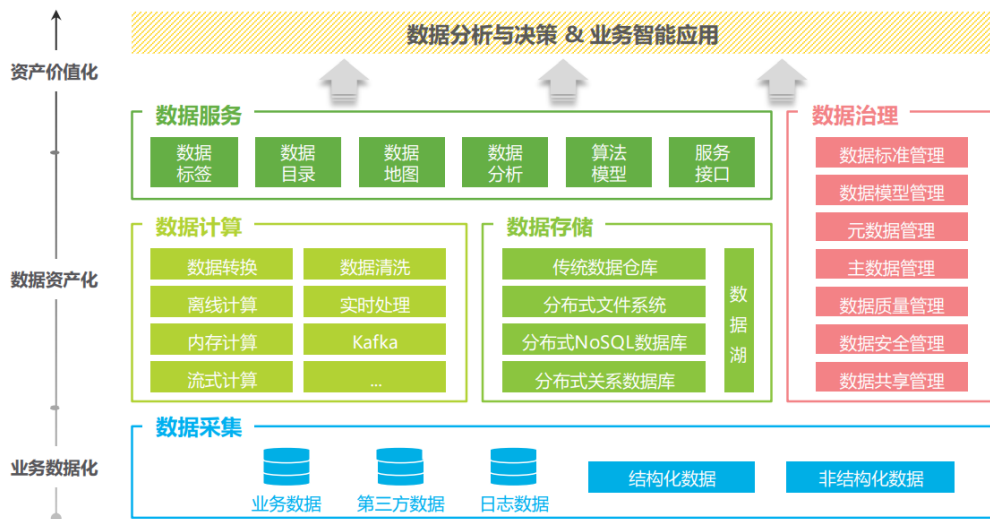 数据分析与决策 & 业务智能应用
资产价值化
数据服务
数据
标签
数据
目录
数据
地图
数据
分析
算法
模型
服务
接口
数据治理
数据标准管理
数据模型管理
元数据管理
主数据管理
数据质量管理
数据安全管理
数据共享管理
数据资产化
数据计算
数据转换
数据清洗
离线计算
实时处理
内存计算
Kafka
流式计算
...
数据存储
传统数据仓库
分布式文件系统
分布式NoSQL数据库
分布式关系数据库
数
据
湖
业务数据化
数据采集
业务数据
第三方数据
日志数据
结构化数据
非结构化数据